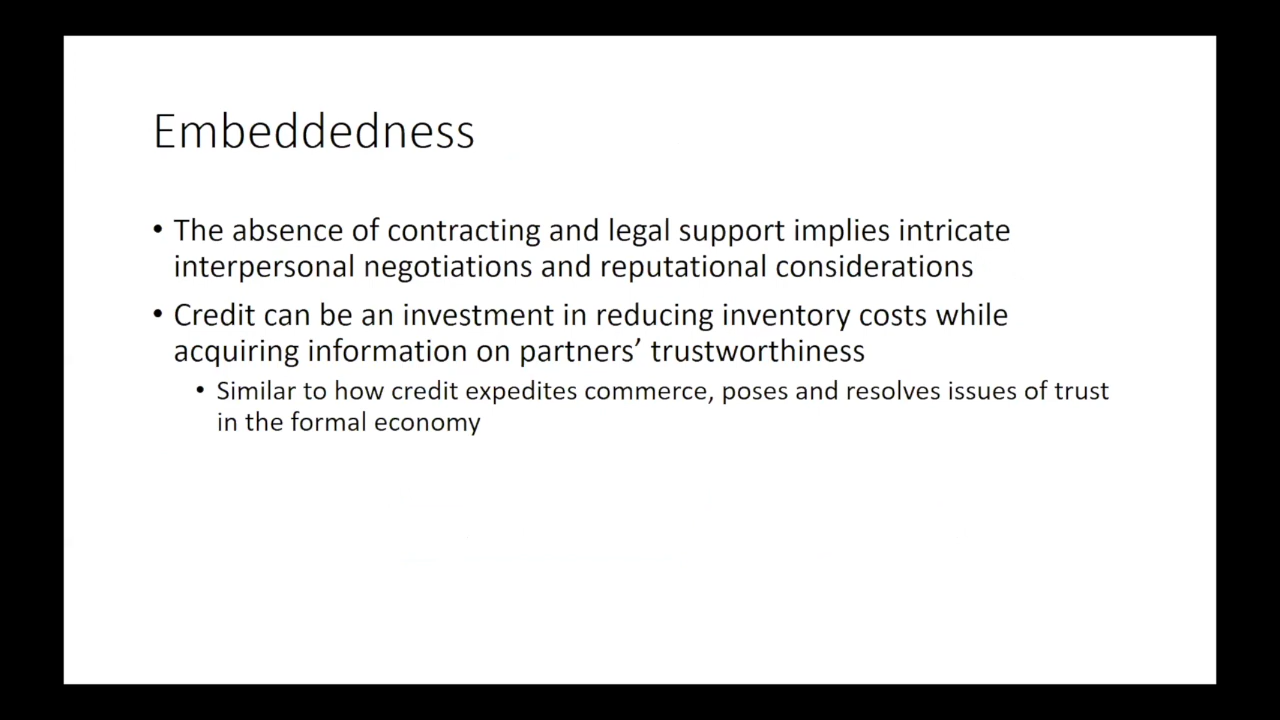 Embeddedness
• The absence of contracting and legal support implies intricate
interpersonal negotiations and reputational considerations
• Credit can be an investment in reducing inventory costs while
acquiring information on partners’ trustworthiness
• Similar to how credit expedites commerce, poses and resolves issues of trust
in the formal economy